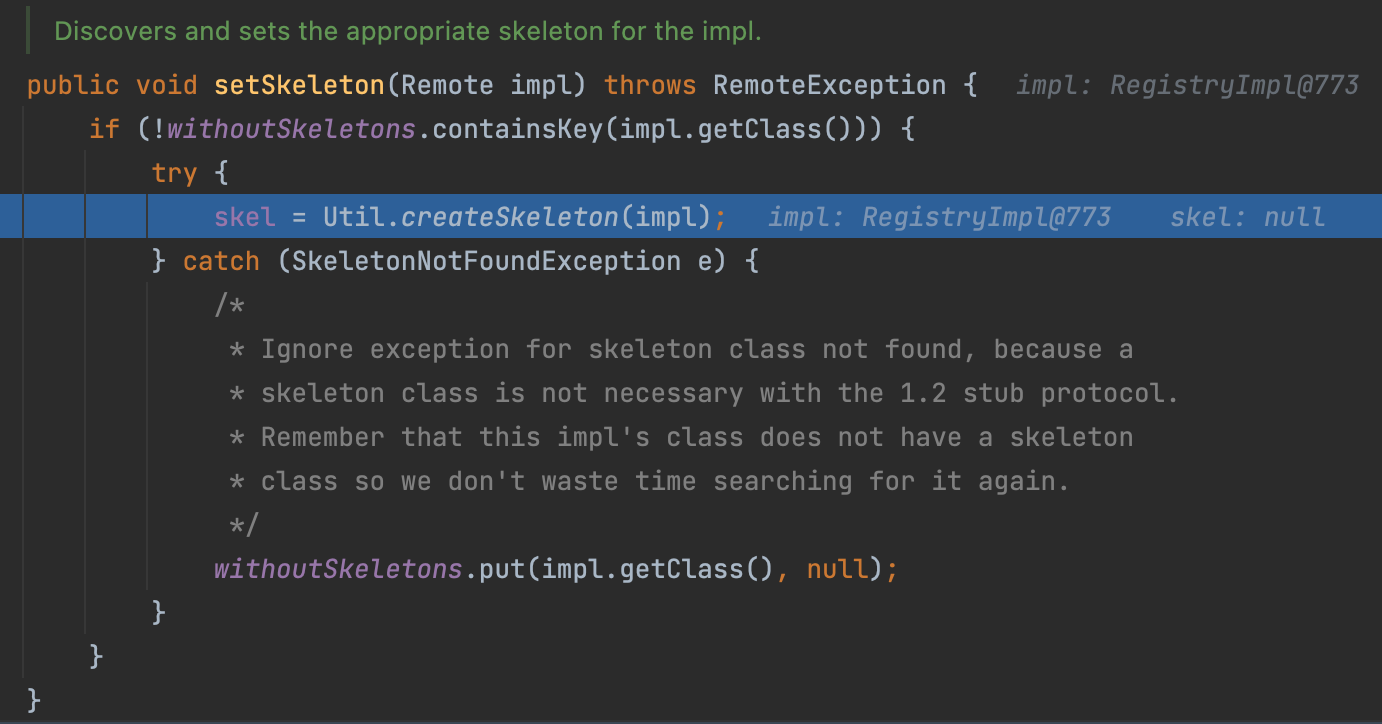 Discovers and sets the appropriate skeleton for the impl.
public void setSkeleton(Remote impl) throws RemoteException {   impl: RegistryImpl@773
    if (!withoutSkeletons.containsKey(impl.getClass())) {
        try {
            skel = Util.createSkeleton(impl);   impl: RegistryImpl@773    skel: null
        } catch (SkeletonNotFoundException e) {
            /*
             * Ignore exception for skeleton class not found, because a
             * skeleton class is not necessary with the 1.2 stub protocol.
             * Remember that this impl's class does not have a skeleton
             * class so we don't waste time searching for it again.
             */
            withoutSkeletons.put(impl.getClass(), null);
        }
    }
}